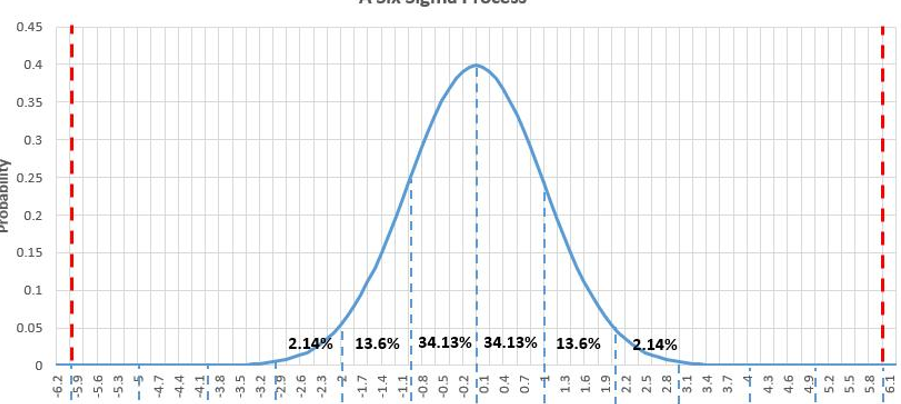 A Six Sigma Process
0.45
0.4
0.35
0.3
0.25
0.2
0.15
0.1
0.05
0
Probability
2.14% 13.6% 34.13% 34.13% 13.6% 2.14%
-6.2 -5.9 -5.6 -5.3 -5 -4.7 -4.4 -4.1 -3.8 -3.5 -3.2 -2.9 -2.6 -2.3 -2 -1.7 -1.4 -1.1 -0.8 -0.5 -0.2 0.1 0.4 0.7 1 1.3 1.6 1.9 2.2 2.5 2.8 3.1 3.4 3.7 4 4.3 4.6 4.9 5.2 5.5 5.8 6.1